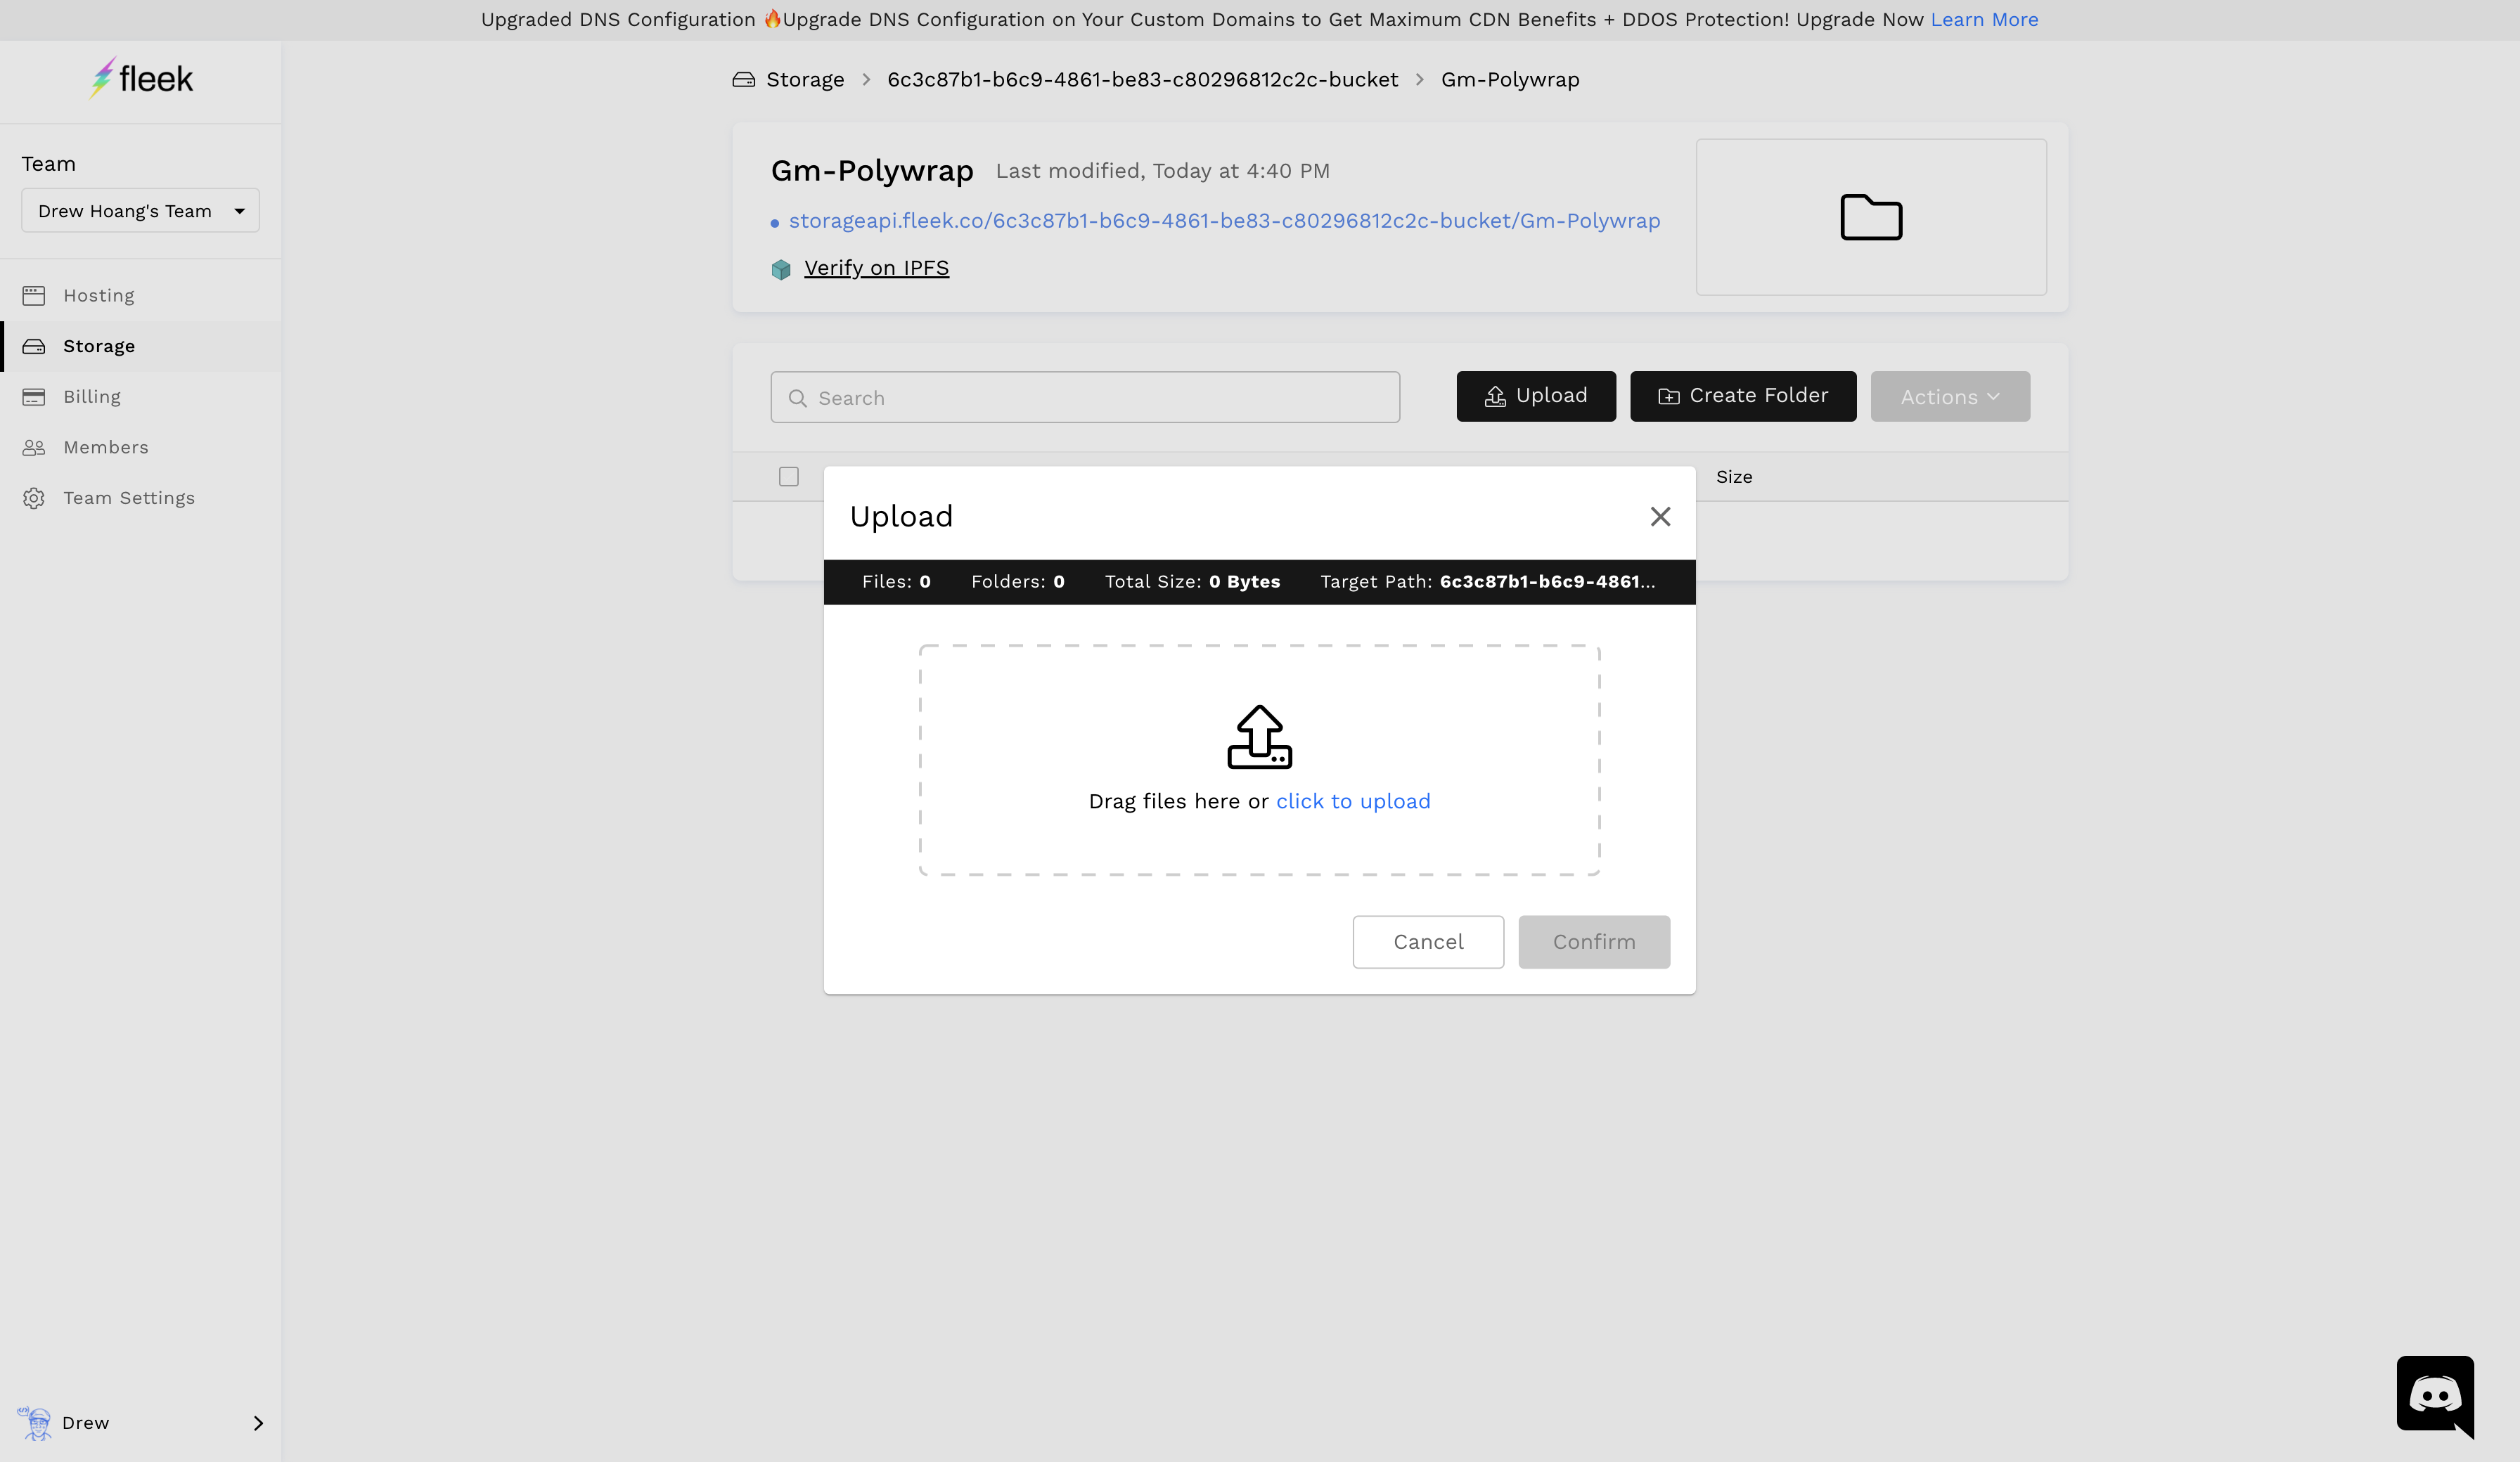 Upgraded DNS Configuration 🔥Upgrade DNS Configuration on Your Custom Domains to Get Maximum CDN Benefits + DDOS Protection! Upgrade Now Learn More
fleek
Team
Drew Hoang's Team
Hosting
Storage
Billing
Members
Team Settings
Drew
Storage > 6c3c87b1-b6c9-4861-be83-c80296812c2c-bucket > Gm-Polywrap
Gm-Polywrap Last modified, Today at 4:40 PM
storageapi.fleek.co/6c3c87b1-b6c9-4861-be83-c80296812c2c-bucket/Gm-Polywrap
Verify on IPFS
Search Upload Create Folder Actions
Size
Upload
Files: 0 Folders: 0 Total Size: 0 Bytes Target Path: 6c3c87b1-b6c9-4861...
Drag files here or click to upload
Cancel Confirm